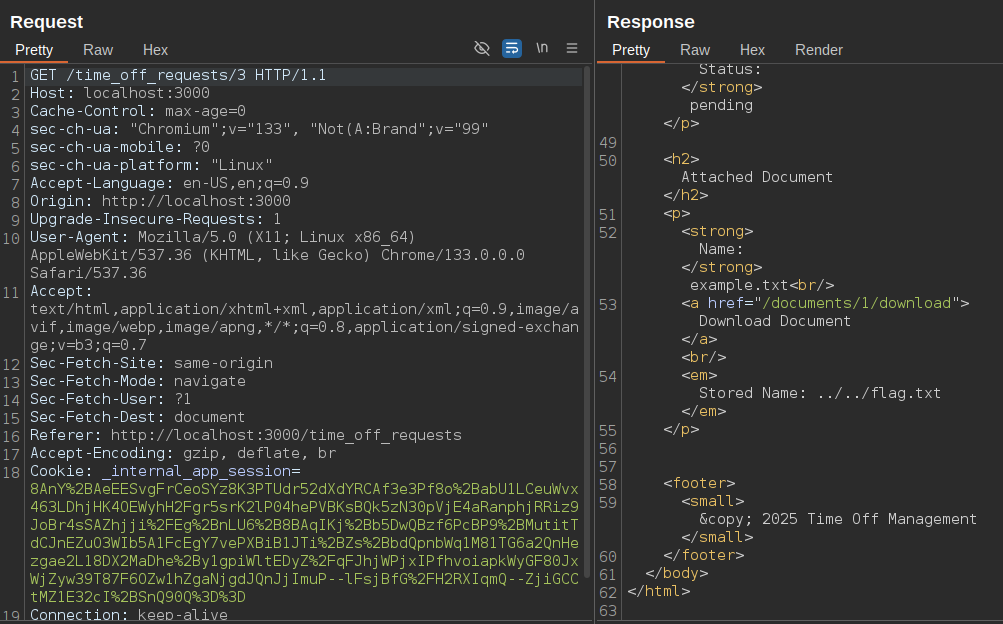 Request
Pretty Raw Hex \n
1 GET /time_off_requests/3 HTTP/1.1
2 Host: localhost:3000
3 Cache-Control: max-age=0
4 sec-ch-ua: "Chromium";v="133", "Not(A:Brand";v="99"
5 sec-ch-ua-mobile: ?0
6 sec-ch-ua-platform: "Linux"
7 Accept-Language: en-US,en;q=0.9
8 Origin: http://localhost:3000
9 Upgrade-Insecure-Requests: 1
10 User-Agent: Mozilla/5.0 (X11; Linux x86_64)
AppleWebKit/537.36 (KHTML, like Gecko) Chrome/133.0.0.0
Safari/537.36
11 Accept:
text/html,application/xhtml+xml,application/xml;q=0.9,image/a
vif,image/webp,image/apng,*/*;q=0.8,application/signed-exchan
ge;v=b3;q=0.7
12 Sec-Fetch-Site: same-origin
13 Sec-Fetch-Mode: navigate
14 Sec-Fetch-User: ?1
15 Sec-Fetch-Dest: document
16 Referer: http://localhost:3000/time_off_requests
17 Accept-Encoding: gzip, deflate, br
18 Cookie: _internal_app_session=
8AnY%2BAeEESvgFrCeoSYz8K3PTUdr52dXdYRCAf3e3Pf8o%2BabU1LCeuWvx
463LDhjHK4OEWyhH2Fgr5srK2lP04hePVBKsBQk5zN30pVjE4aRanphjRRiz9
JoBr4sSAZhjji%2FEg%2BnLU6%2B8BAqIKj%2Bb5DwQBzf6PcBP9%2BMutitT
dCJnEZuO3WIb5A1FcEgY7vePXBiB1JTi%2BZs%2BbdQpnbWq1M81TG6a2QnHe
zgae2L18DX2MaDhe%2By1gpiWltEDyZ%2FqFJhjWPjxIPfhvoiapkWyGF80Jx
WjZyw39T87F6OZw1hZgaNjgdJQnJjImuP--lFsjBfG%2FH2RXIqmQ--ZjiGCC
tMZ1E32cI%2BSnQ90Q%3D%3D
19 Connection: keep-alive
Response
Pretty Raw Hex Render
Status:
</strong>
pending
</p>
49
50 <h2>
Attached Document
</h2>
51 <p>
52 <strong>
Name:
</strong>
example.txt<br/>
53 <a href="/documents/1/download">
Download Document
</a>
<br/>
54 <em>
Stored Name: ../../flag.txt
</em>
55 </p>
56
57
58 <footer>
59 <small>
&copy; 2025 Time Off Management
</small>
60 </footer>
61 </body>
62 </html>
63